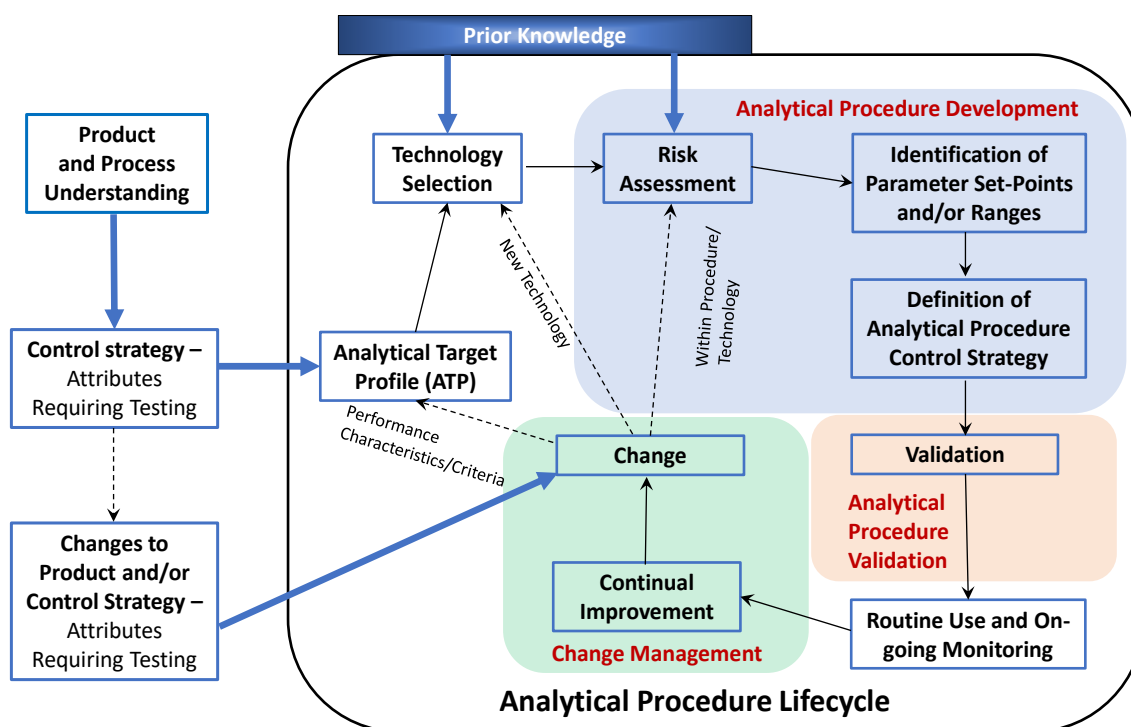 Prior Knowledge
Analytical Procedure Development
Product
and Process
Understanding
Technology
Selection
Risk
Assessment
Identification of
Parameter Set-Points
and/or Ranges
New Technology
Within Procedure/
Technology
Control strategy –
Attributes
Requiring Testing
Analytical Target
Profile (ATP)
Definition of
Analytical Procedure
Control Strategy
Performance
Characteristics/Criteria
Change
Validation
Analytical
Procedure
Validation
Changes to
Product and/or
Control Strategy –
Attributes
Requiring Testing
Continual
Improvement
Change Management
Routine Use and On-
going Monitoring
Analytical Procedure Lifecycle